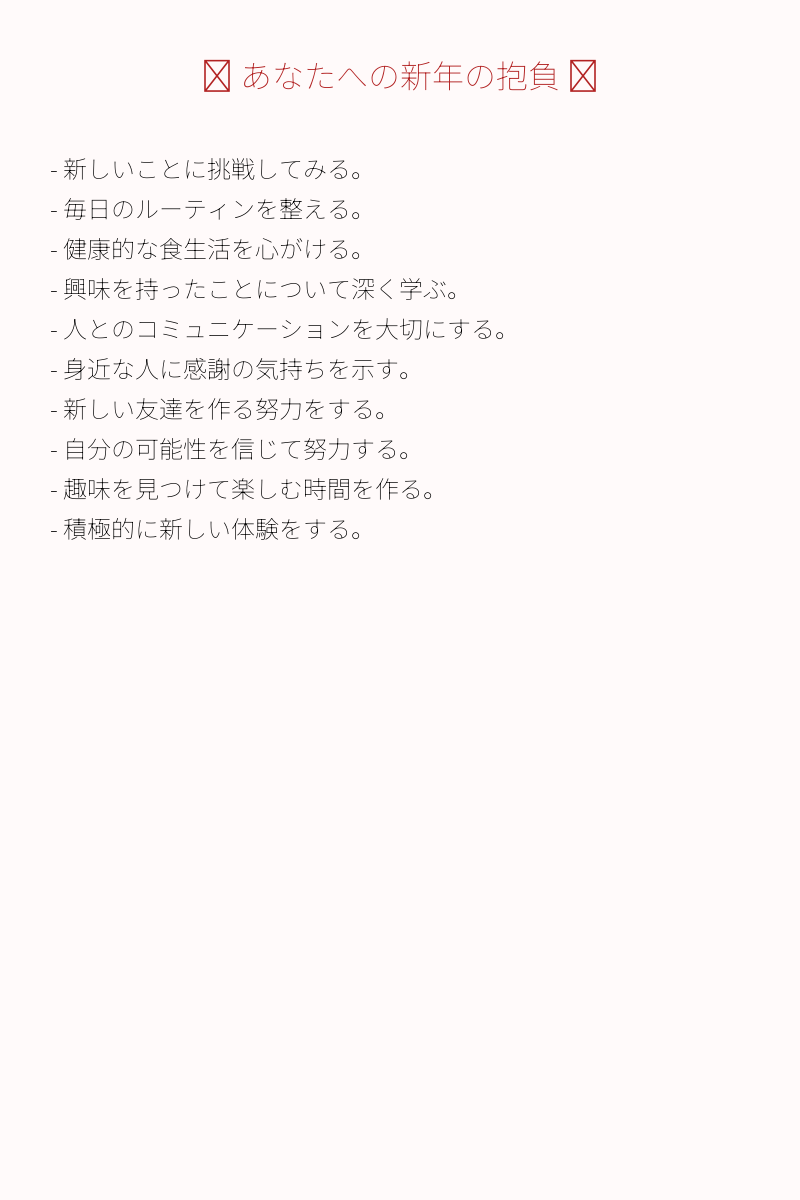 あなたへの新年の抱負
- 新しいことに挑戦してみる。
- 毎日のルーティンを整える。
- 健康的な食生活を心がける。
- 興味を持ったことについて深く学ぶ。
- 人とのコミュニケーションを大切にする。
- 身近な人に感謝の気持ちを示す。
- 新しい友達を作る努力をする。
- 自分の可能性を信じて努力する。
- 趣味を見つけて楽しむ時間を作る。
- 積極的に新しい体験をする。